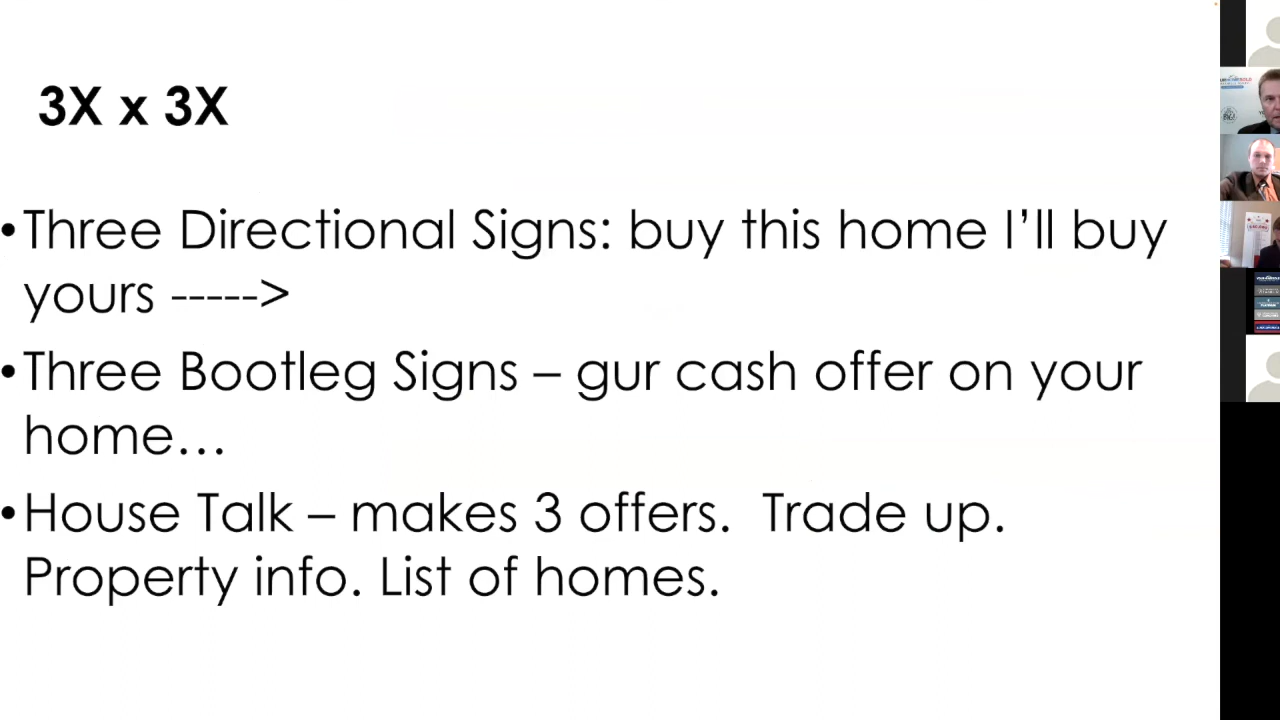 3X x 3X
•Three Directional Signs: buy this home I’ll buy
yours ----->
•Three Bootleg Signs – gur cash offer on your
home…
•House Talk – makes 3 offers.  Trade up.
Property info. List of homes.